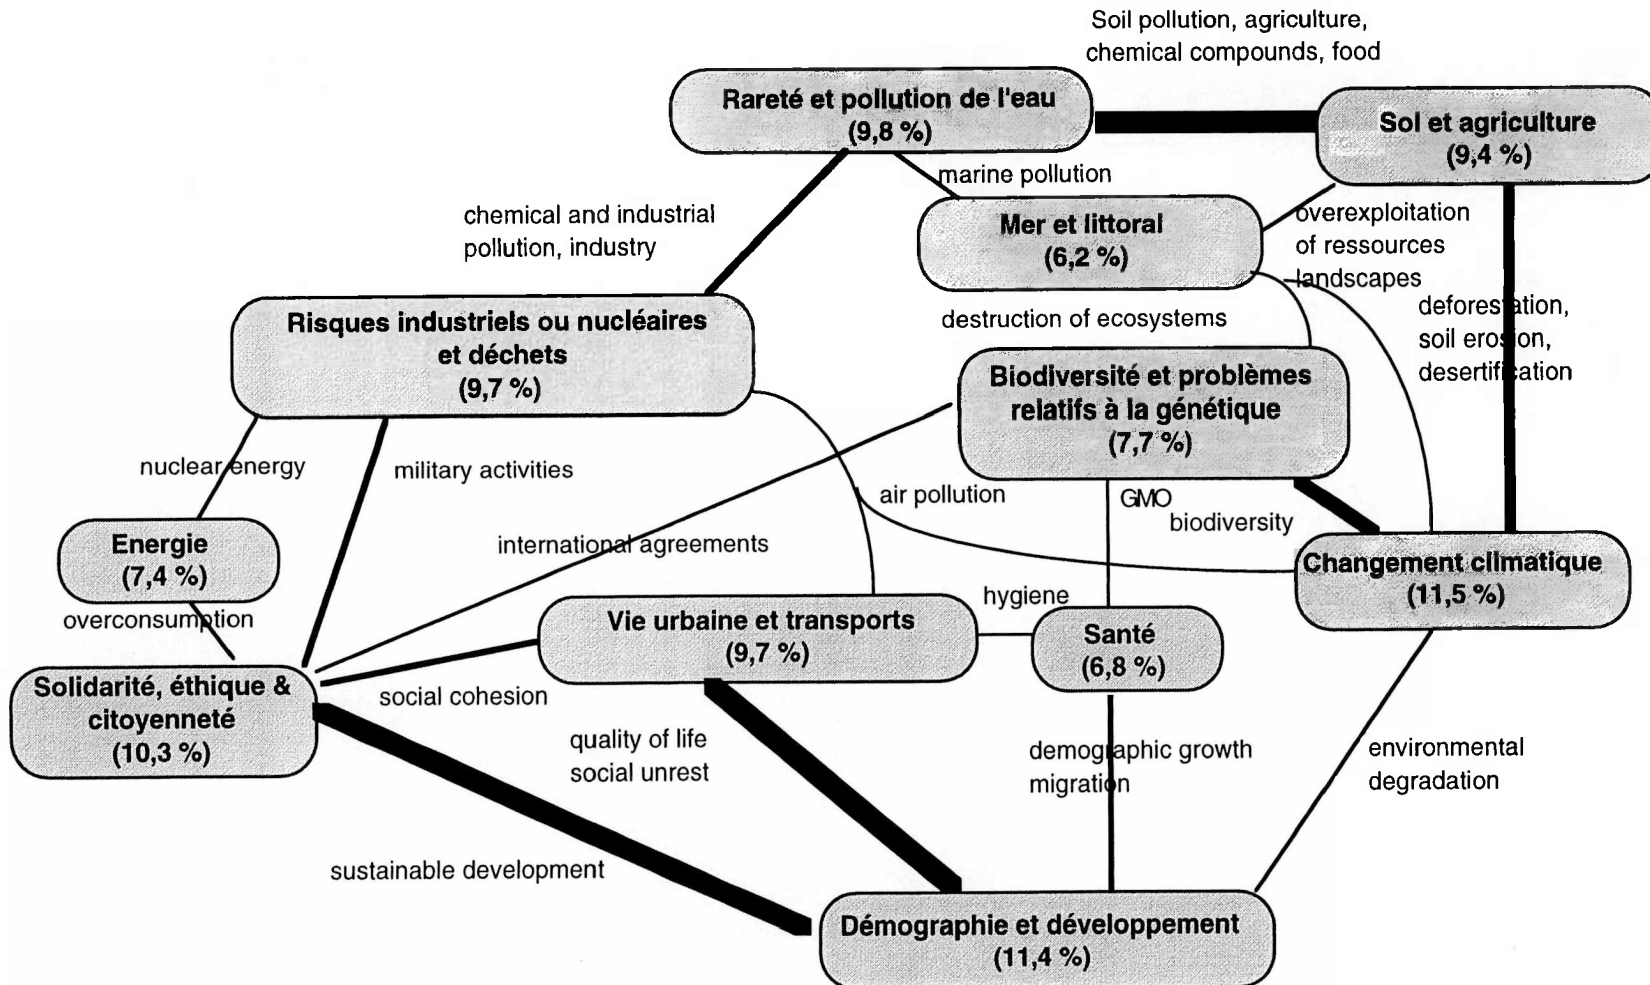 Soil pollution, agriculture,
chemical compounds, food
Rareté et pollution de l'eau
(9,8 %)
Sol et agriculture
(9,4 %)
marine pollution
chemical and industrial
pollution, industry
Mer et littoral
(6,2 %)
overexploitation
of ressources
landscapes
Risques industriels ou nucléaires
et déchets
(9,7 %)
destruction of ecosystems
deforestation,
soil erosion,
desertification
Biodiversité et problèmes
relatifs à la génétique
(7,7 %)
nuclear energy
military activities
air pollution
GMO
biodiversity
Energie
(7,4 %)
international agreements
Changement climatique
(11,5 %)
overconsumption
Vie urbaine et transports
(9,7 %)
hygiene
Santé
(6,8 %)
Solidarité, éthique &
citoyenneté
(10,3 %)
social cohesion
quality of life
social unrest
demographic growth
migration
environmental
degradation
sustainable development
Démographie et développement
(11,4 %)